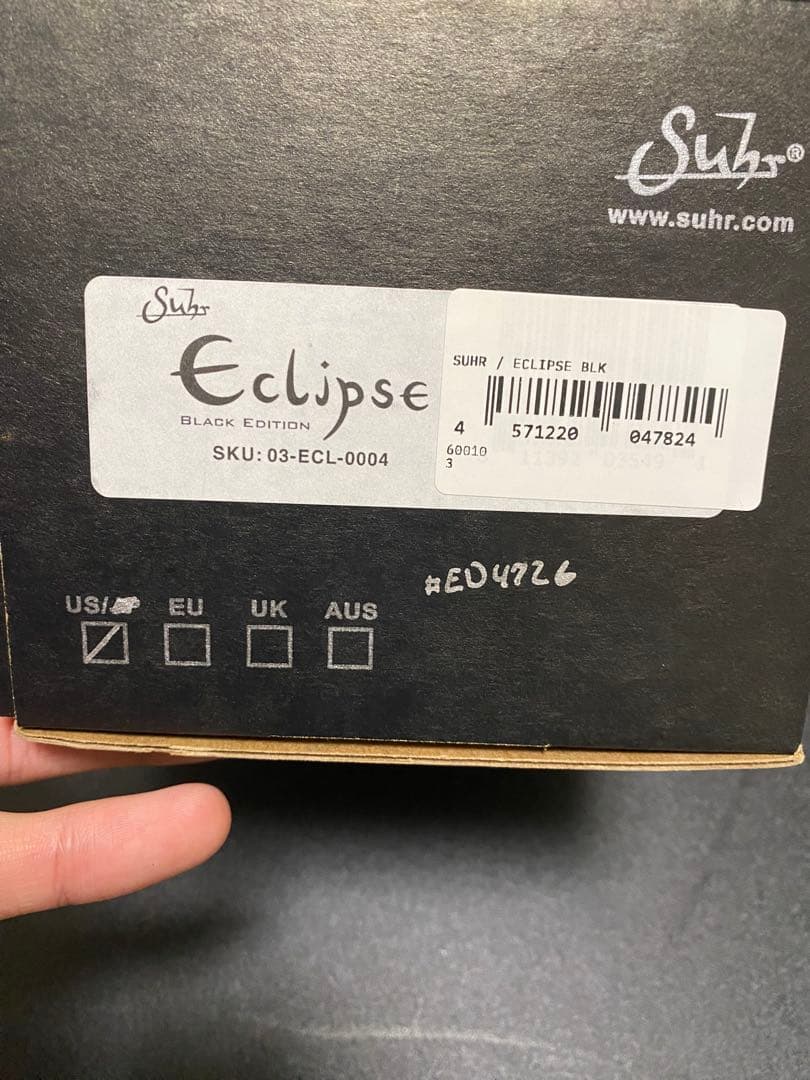 Suhr®
www.suhr.com
Suhr
Eclipse
BLACK EDITION
SKU: 03-ECL-0004
SUHR / ECLIPSE BLK
4 571220 047824
60010
3
#ED4726
US/ EU UK AUS